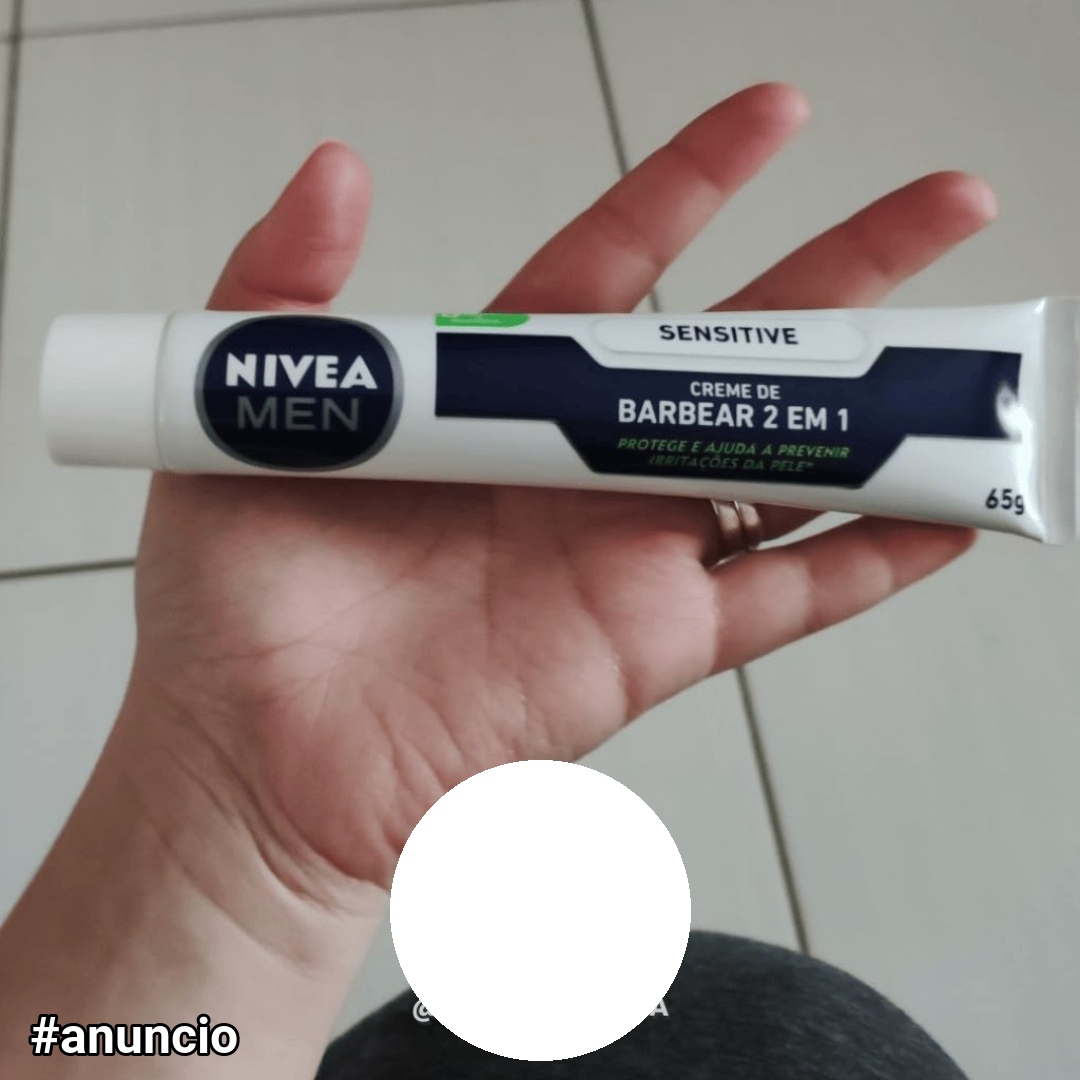 NIVEA
MEN
SENSITIVE
CREME DE
BARBEAR 2 EM 1
PROTEGE E AJUDA A PREVENIR
IRRITAÇÕES DA PELE*
65g
#anuncio